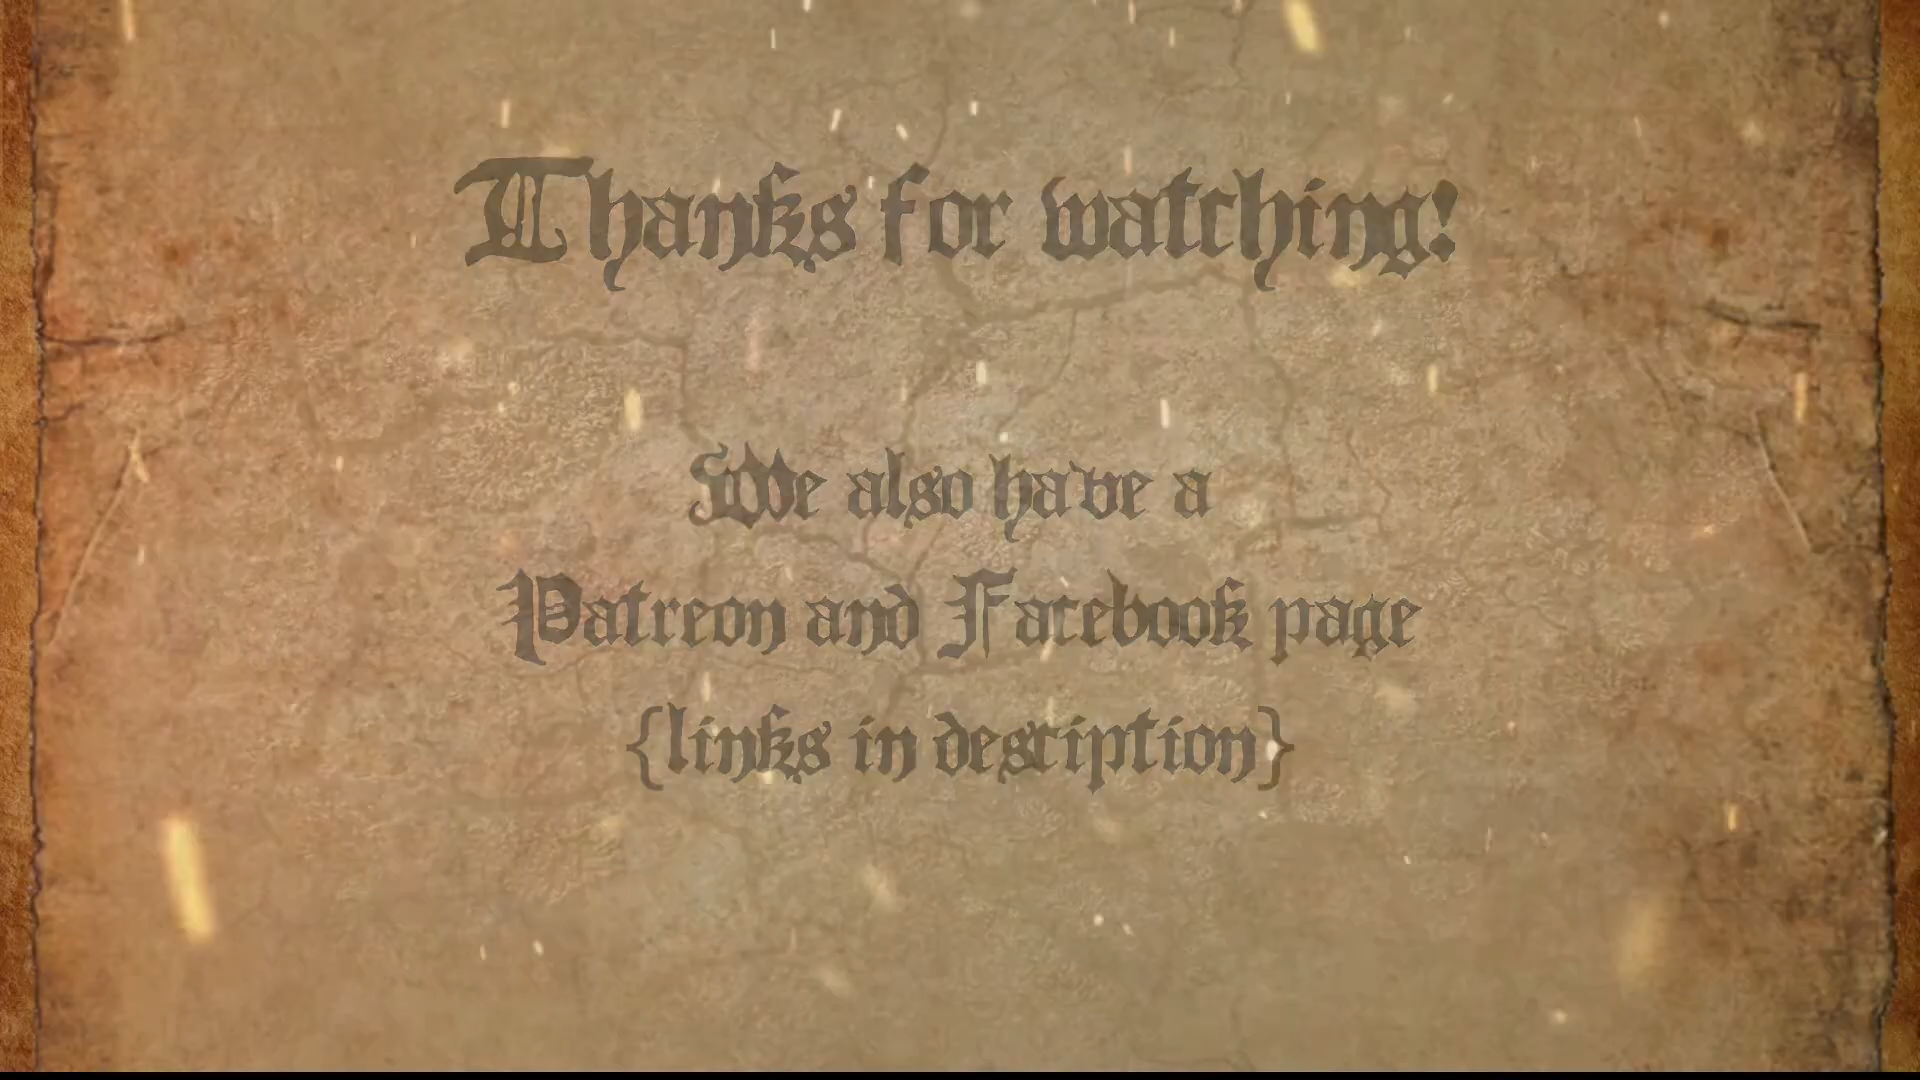 Thanks for watching!
We also have a
Patreon and Facebook page
{links in description}